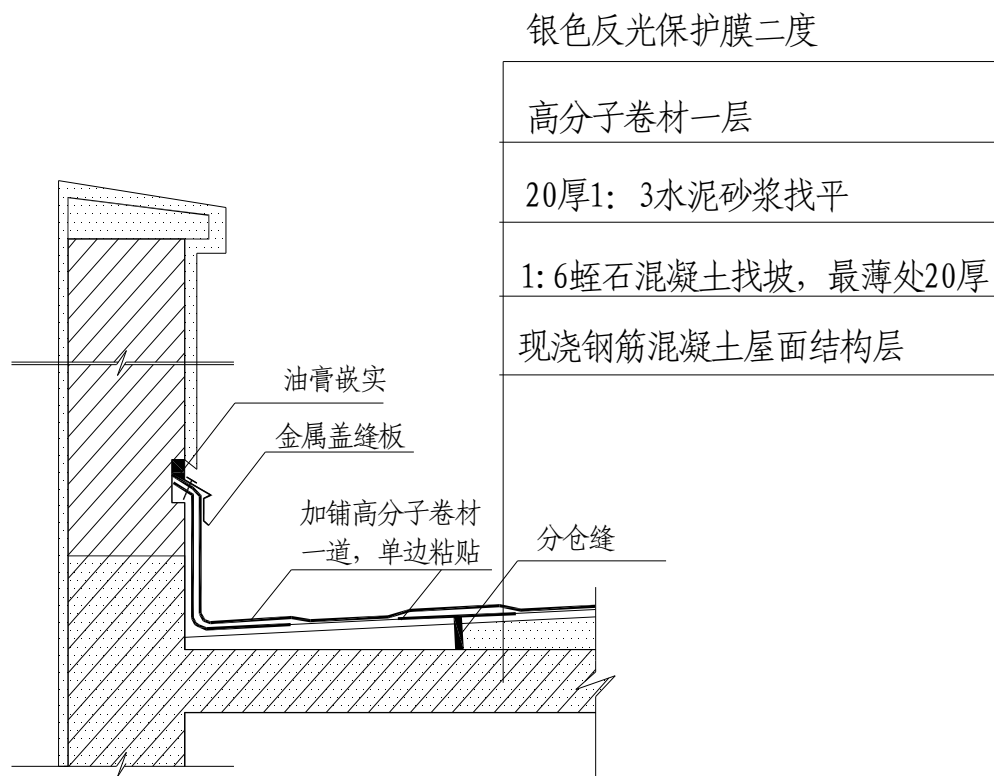 银色反光保护膜二度
高分子卷材一层
20厚1：3水泥砂浆找平
1:6蛭石混凝土找坡，最薄处20厚
现浇钢筋混凝土屋面结构层
油膏嵌实
金属盖缝板
加铺高分子卷材
一道，单边粘贴
分仓缝